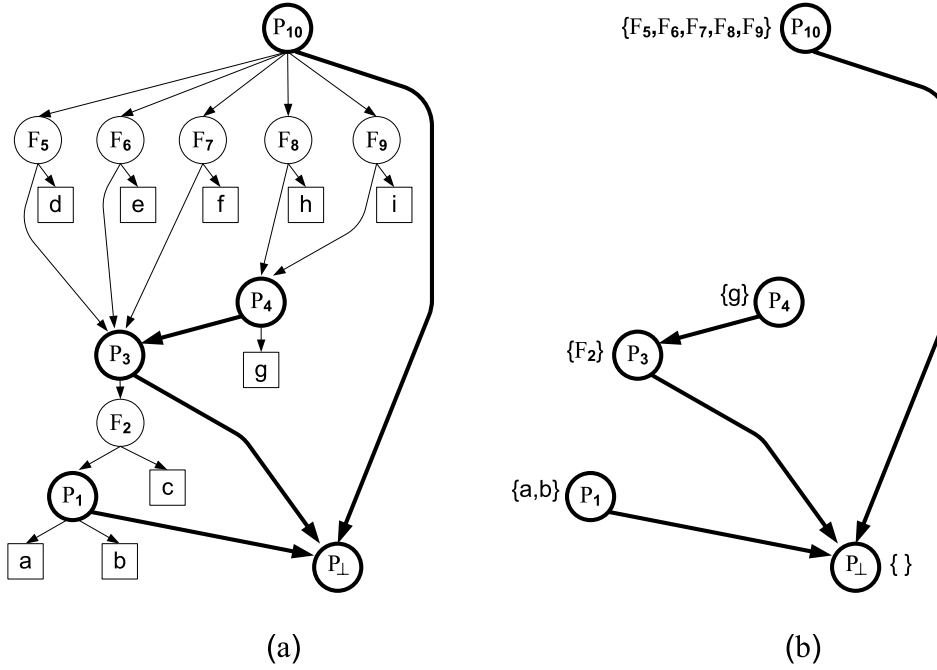 P₁₀
F₅ F₆ F₇ F₈ F₉
d e f h i
P₄
P₃
g
F₂
c
P₁
a b
P⊥
(a)
{F₅,F₆,F₇,F₈,F₉} P₁₀
{g} P₄
{F₂} P₃
{a,b} P₁
P⊥ { }
(b)